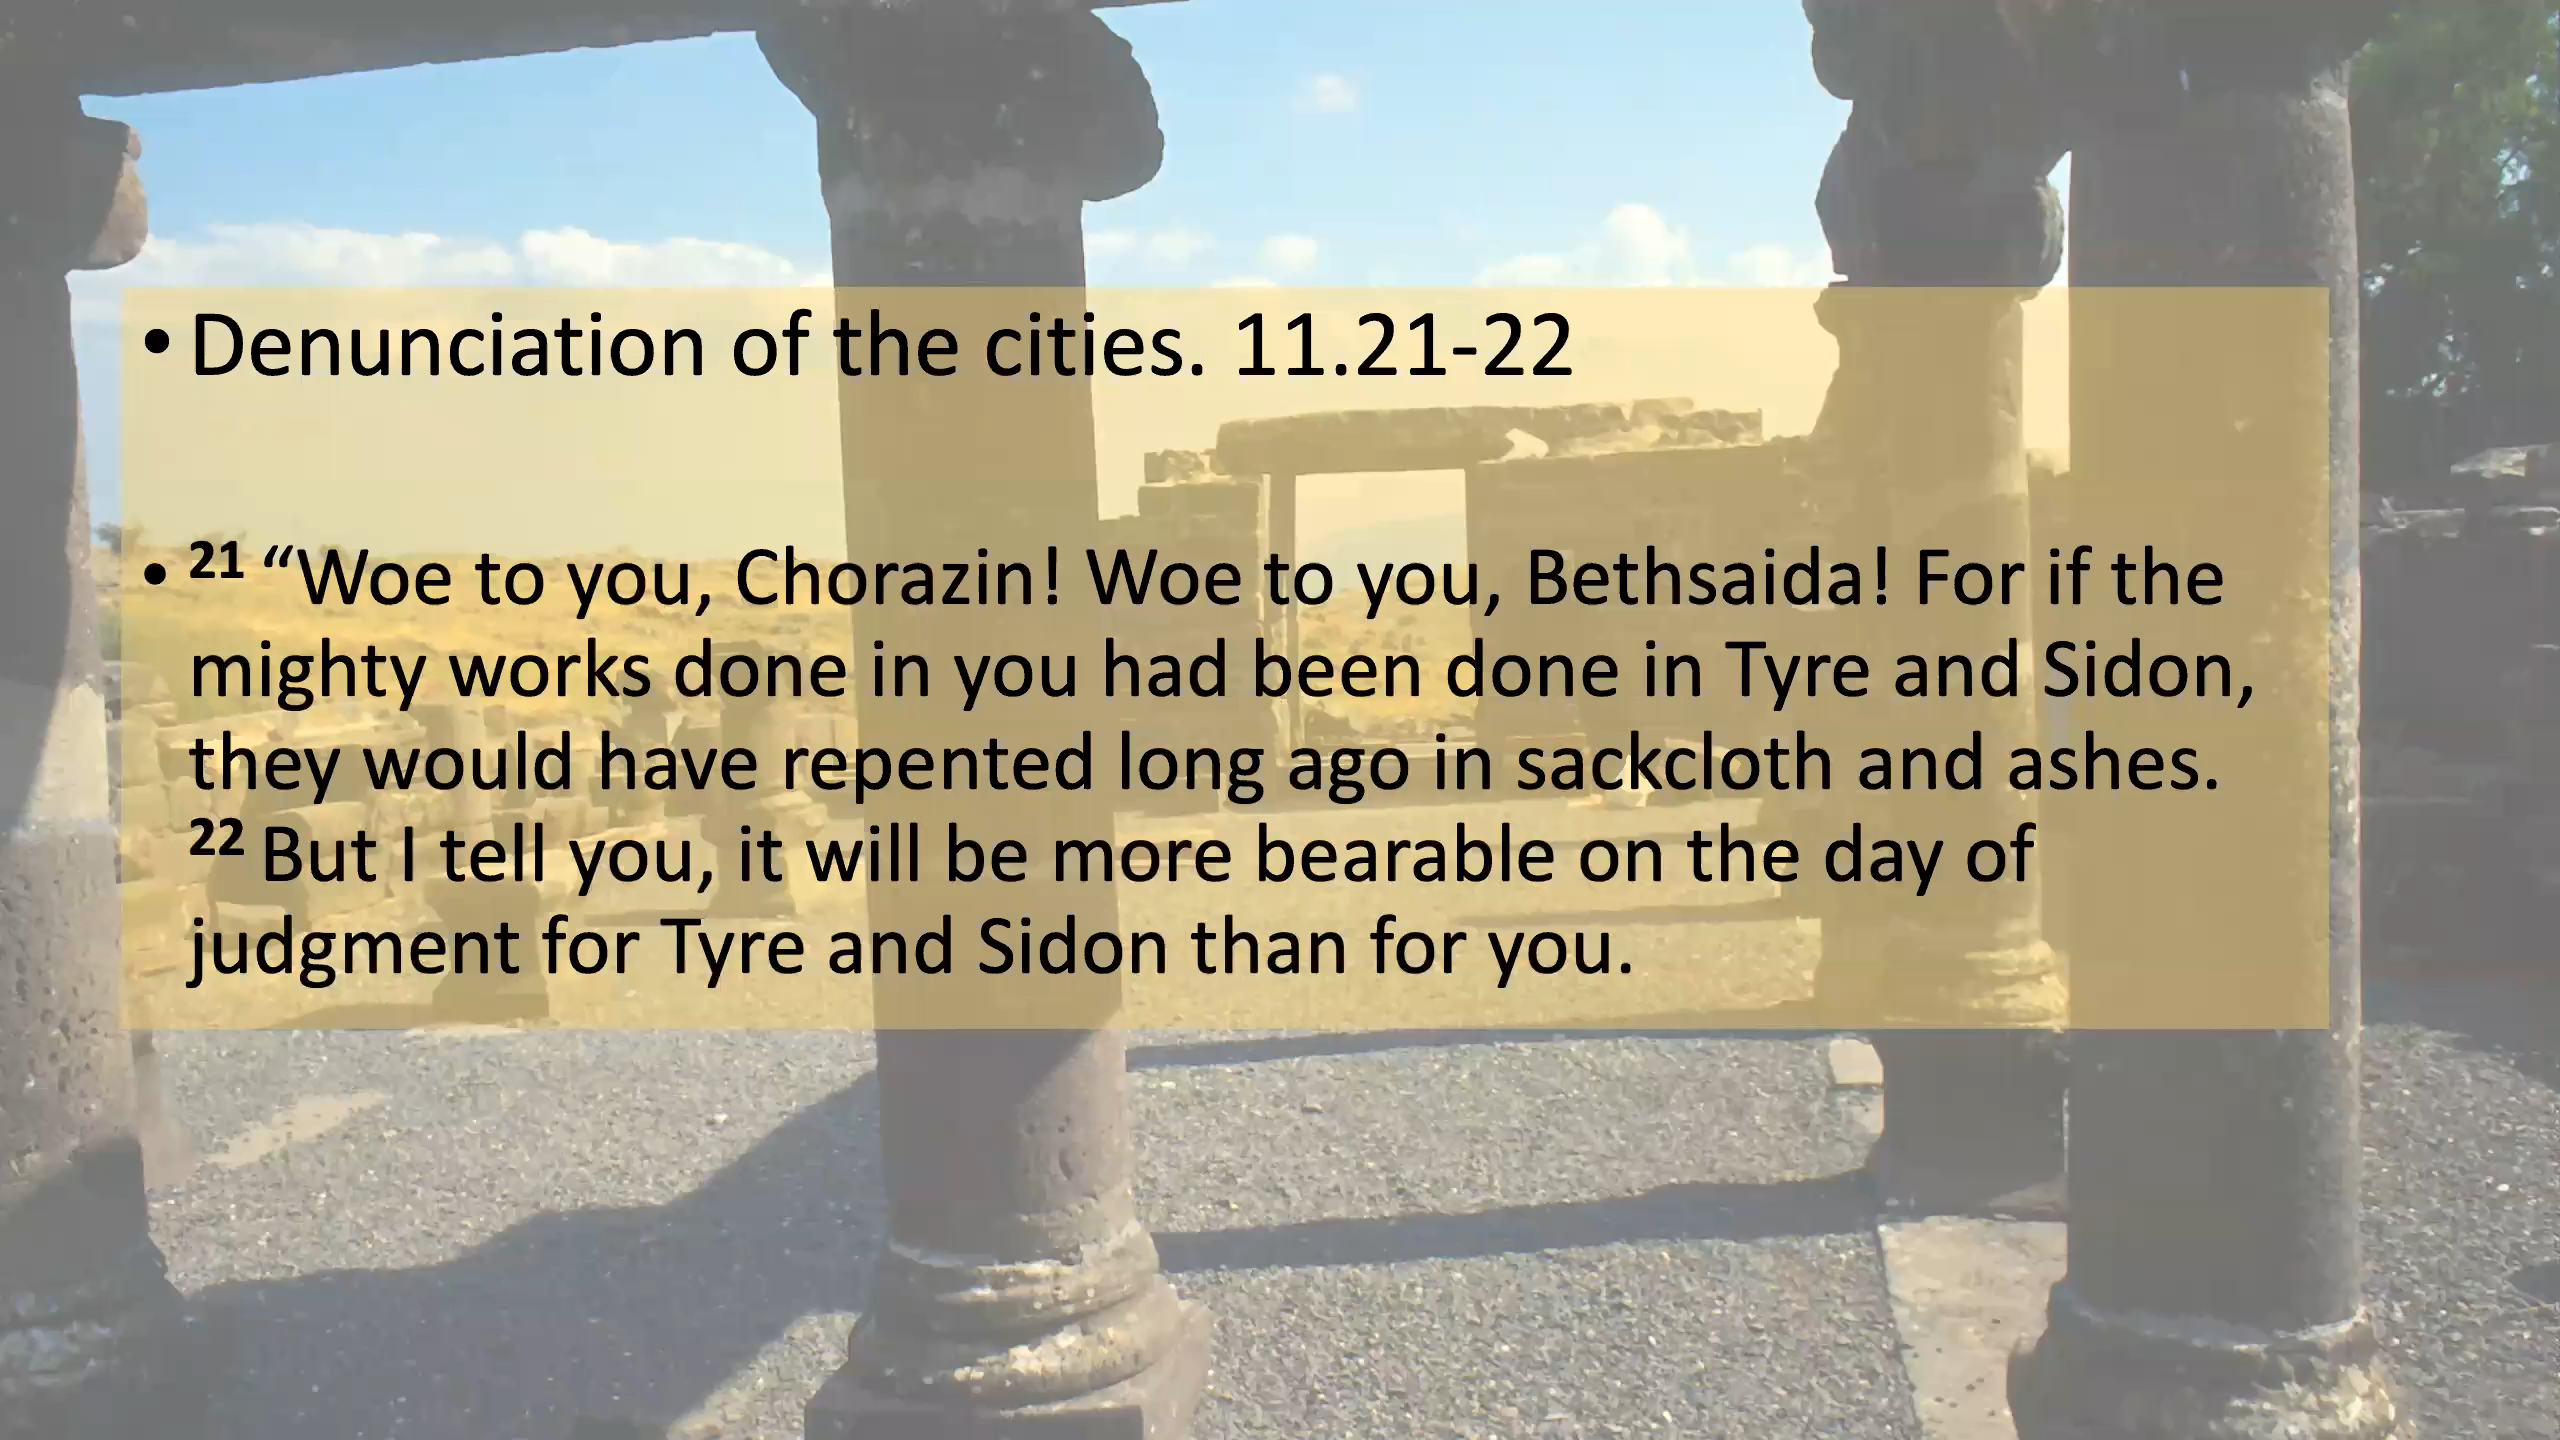 • Denunciation of the cities. 11.21-22
• 21 “Woe to you, Chorazin! Woe to you, Bethsaida! For if the
mighty works done in you had been done in Tyre and Sidon,
they would have repented long ago in sackcloth and ashes.
22 But I tell you, it will be more bearable on the day of
judgment for Tyre and Sidon than for you.